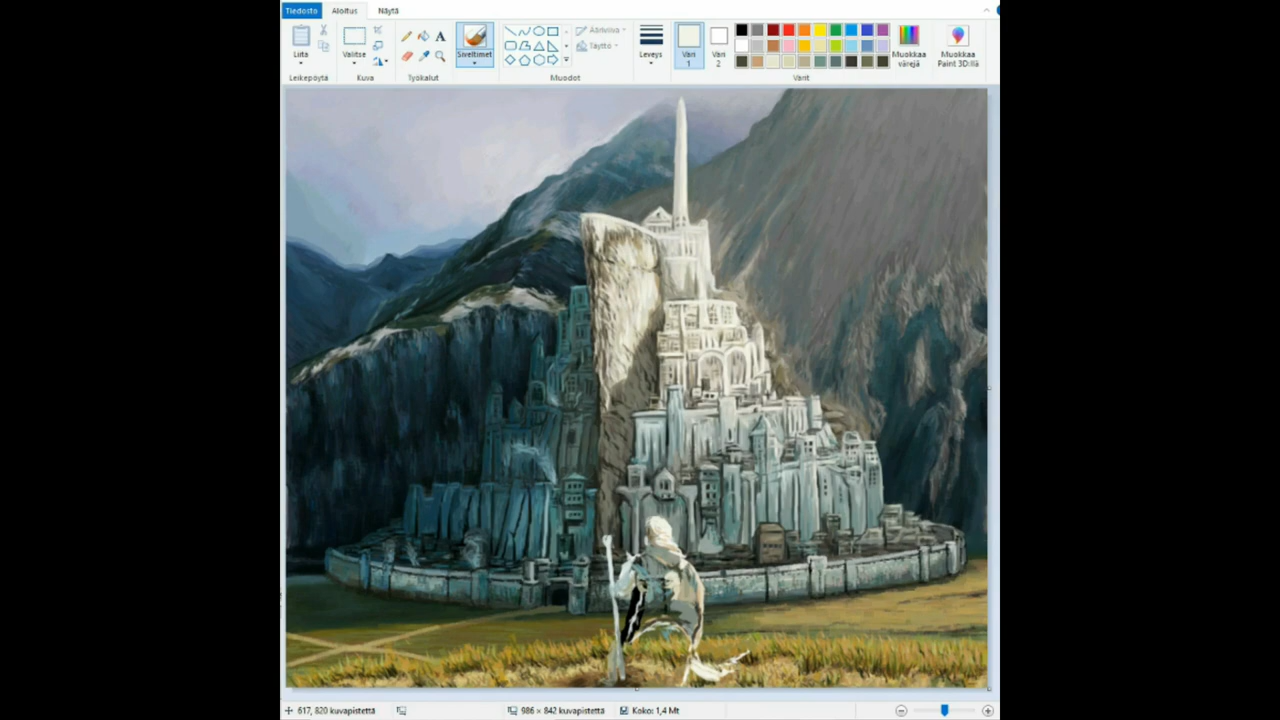 Tiedosto Aloitus Näytä
Liitä Valitse A Siveltimet Ääriviiva Täyttö Leveys Väri 1 Väri 2 Muokkaa värejä Muokkaa Paint 3D:llä
Leikepöytä Kuva Työkalut Muodot Värit
617, 820 kuvapistettä 986 × 842 kuvapistettä Koko: 1,4 Mt